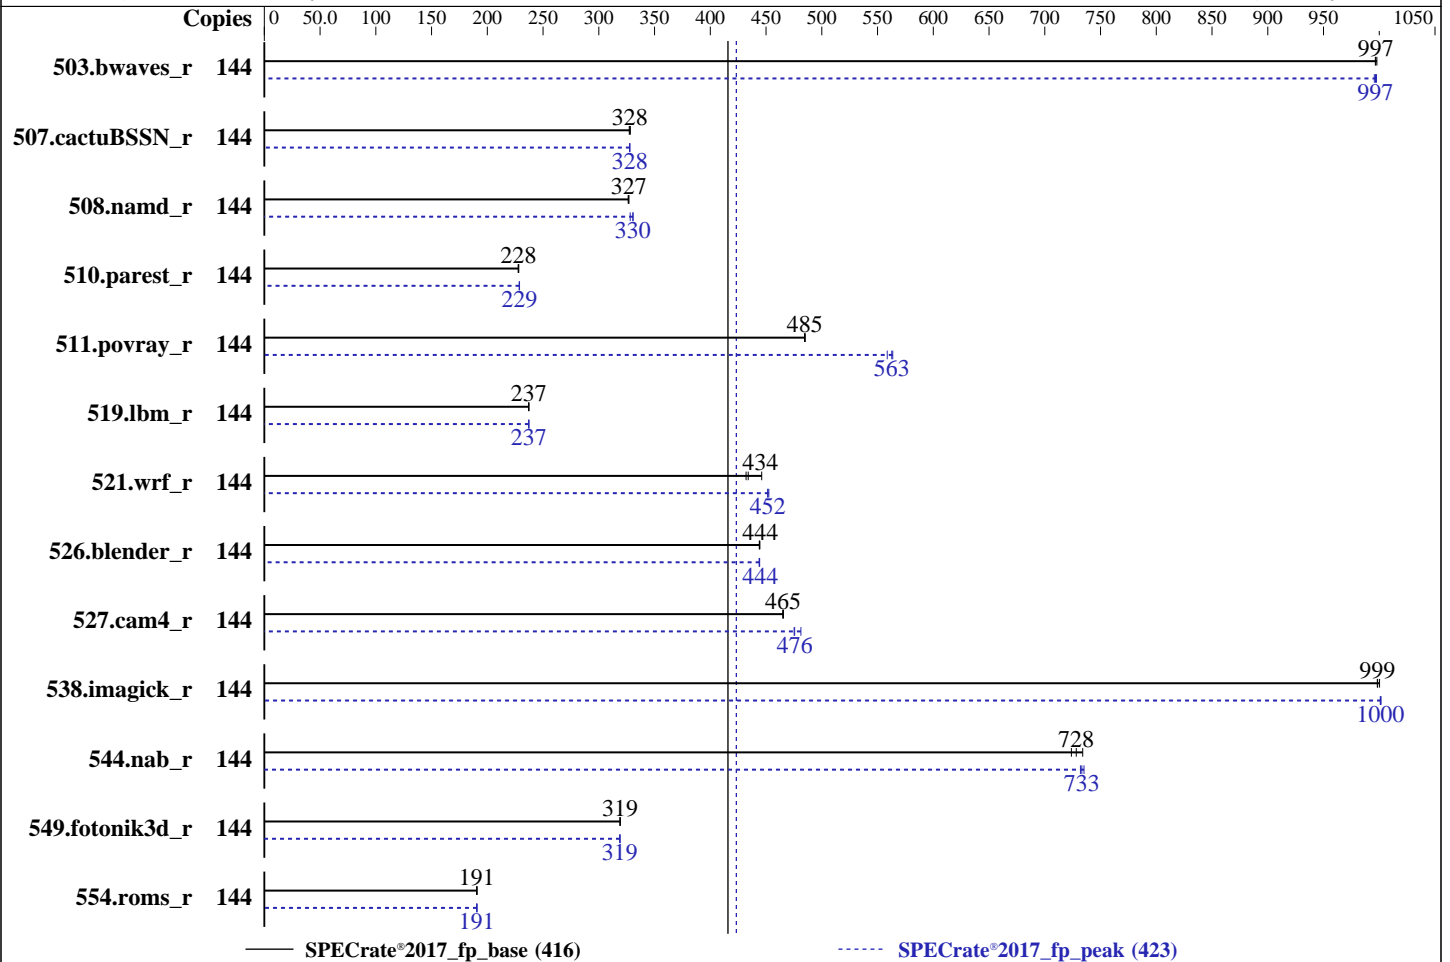 Copies 0 50.0 100 150 200 250 300 350 400 450 500 550 600 650 700 750 800 850 900 950 1050
997
503.bwaves_r 144
997
328
507.cactuBSSN_r 144
328
327
508.namd_r 144
330
228
510.parest_r 144
229
485
511.povray_r 144
563
237
519.lbm_r 144
237
434
521.wrf_r 144
452
444
526.blender_r 144
444
465
527.cam4_r 144
476
999
538.imagick_r 144
1000
728
544.nab_r 144
733
319
549.fotonik3d_r 144
319
191
554.roms_r 144
191
SPECrate®2017_fp_base (416) SPECrate®2017_fp_peak (423)